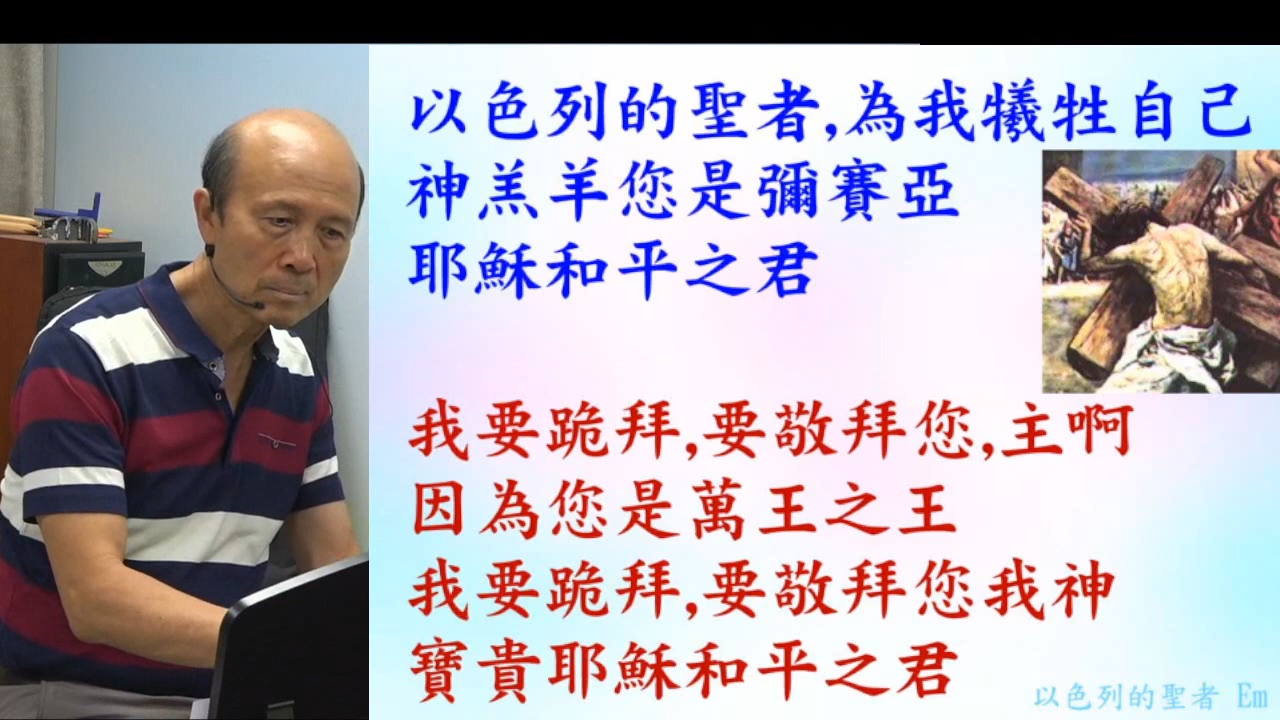 以色列的聖者,為我犧牲自己
神羔羊您是彌賽亞
耶穌和平之君
我要跪拜,要敬拜您,主啊
因為您是萬王之王
我要跪拜,要敬拜您我神
寶貴耶穌和平之君
以色列的聖者 Em